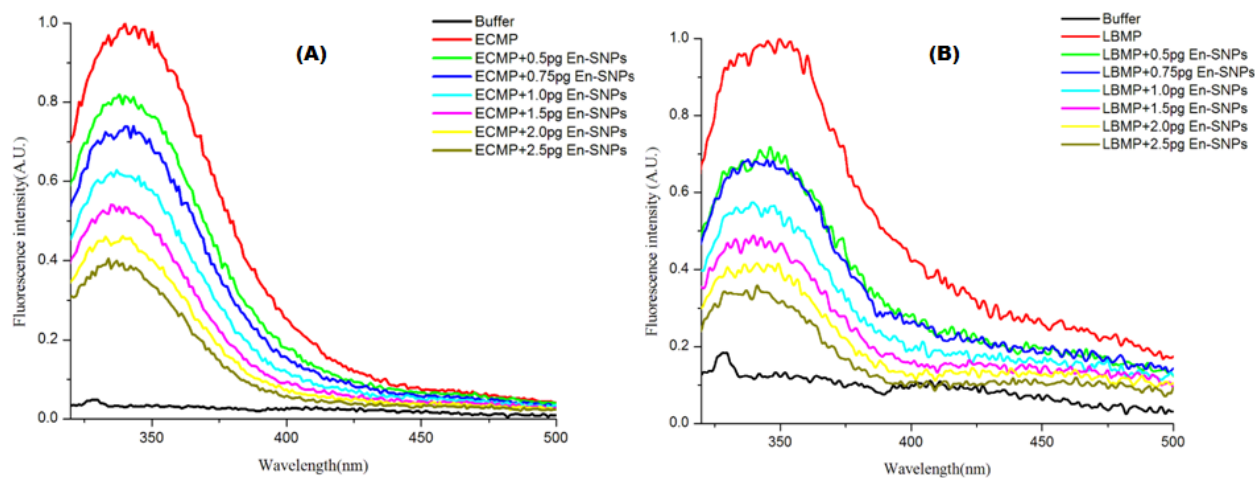 (A)
Buffer
ECMP
ECMP+0.5pg En-SNPs
ECMP+0.75pg En-SNPs
ECMP+1.0pg En-SNPs
ECMP+1.5pg En-SNPs
ECMP+2.0pg En-SNPs
ECMP+2.5pg En-SNPs
Fluorescence intensity(A.U.)
1.0
0.8
0.6
0.4
0.2
0.0
350
400
450
500
Wavelength(nm)
(B)
Buffer
LBMP
LBMP+0.5pg En-SNPs
LBMP+0.75pg En-SNPs
LBMP+1.0pg En-SNPs
LBMP+1.5pg En-SNPs
LBMP+2.0pg En-SNPs
LBMP+2.5pg En-SNPs
Fluorescence intensity (A.U.)
1.0
0.8
0.6
0.4
0.2
0.0
350
400
450
500
Wavelength(nm)